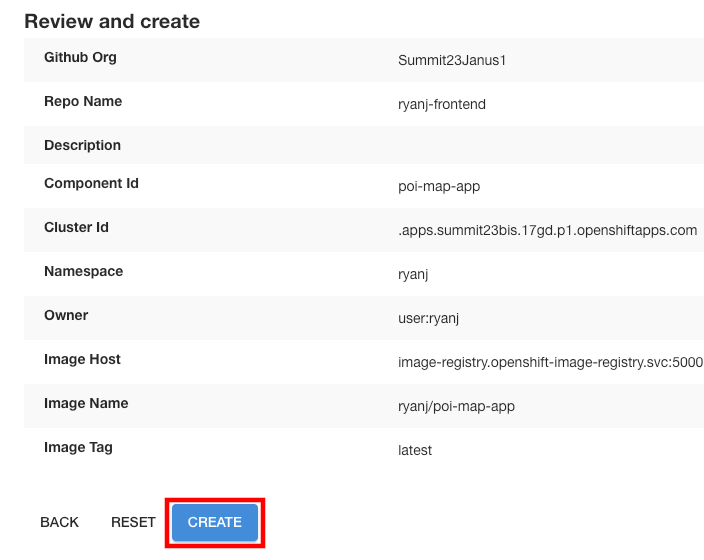 Review and create
Github Org Summit23Janus1
Repo Name ryanj-frontend
Description
Component Id poi-map-app
Cluster Id .apps.summit23bis.17gd.p1.openshiftapps.com
Namespace ryanj
Owner user:ryanj
Image Host image-registry.openshift-image-registry.svc:5000
Image Name ryanj/poi-map-app
Image Tag latest
BACK RESET CREATE